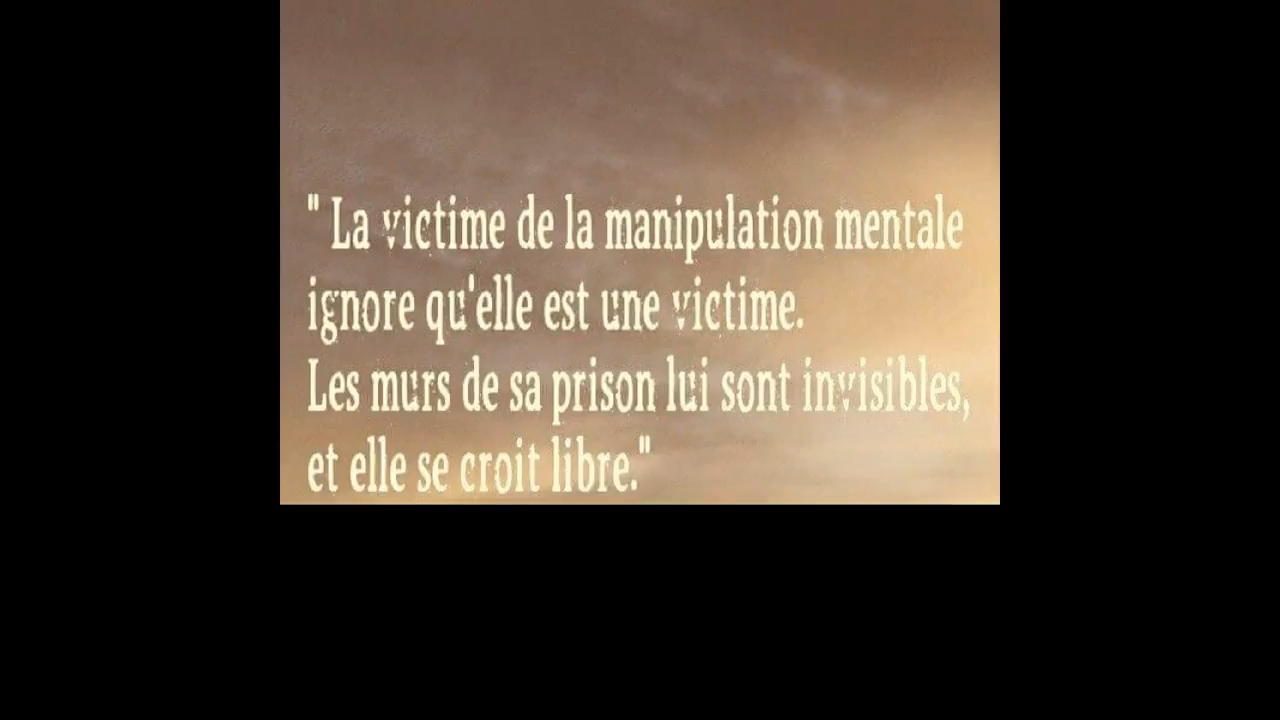 " La victime de la manipulation mentale
ignore qu'elle est une victime.
Les murs de sa prison lui sont invisibles,
et elle se croit libre."